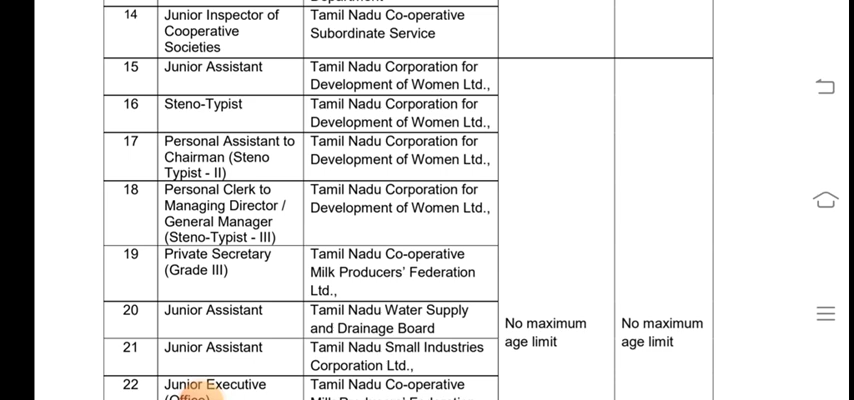 Department
14 Junior Inspector of Tamil Nadu Co-operative
Cooperative Subordinate Service
Societies
15 Junior Assistant Tamil Nadu Corporation for
Development of Women Ltd.,
16 Steno-Typist Tamil Nadu Corporation for
Development of Women Ltd.,
17 Personal Assistant to Tamil Nadu Corporation for
Chairman (Steno Development of Women Ltd.,
Typist - II)
18 Personal Clerk to Tamil Nadu Corporation for
Managing Director / Development of Women Ltd.,
General Manager
(Steno-Typist - III)
19 Private Secretary Tamil Nadu Co-operative
(Grade III) Milk Producers' Federation
Ltd.,
20 Junior Assistant Tamil Nadu Water Supply
and Drainage Board No maximum No maximum
21 Junior Assistant Tamil Nadu Small Industries age limit age limit
Corporation Ltd.,
22 Junior Executive Tamil Nadu Co-operative
(Office) Milk Producers' Federation